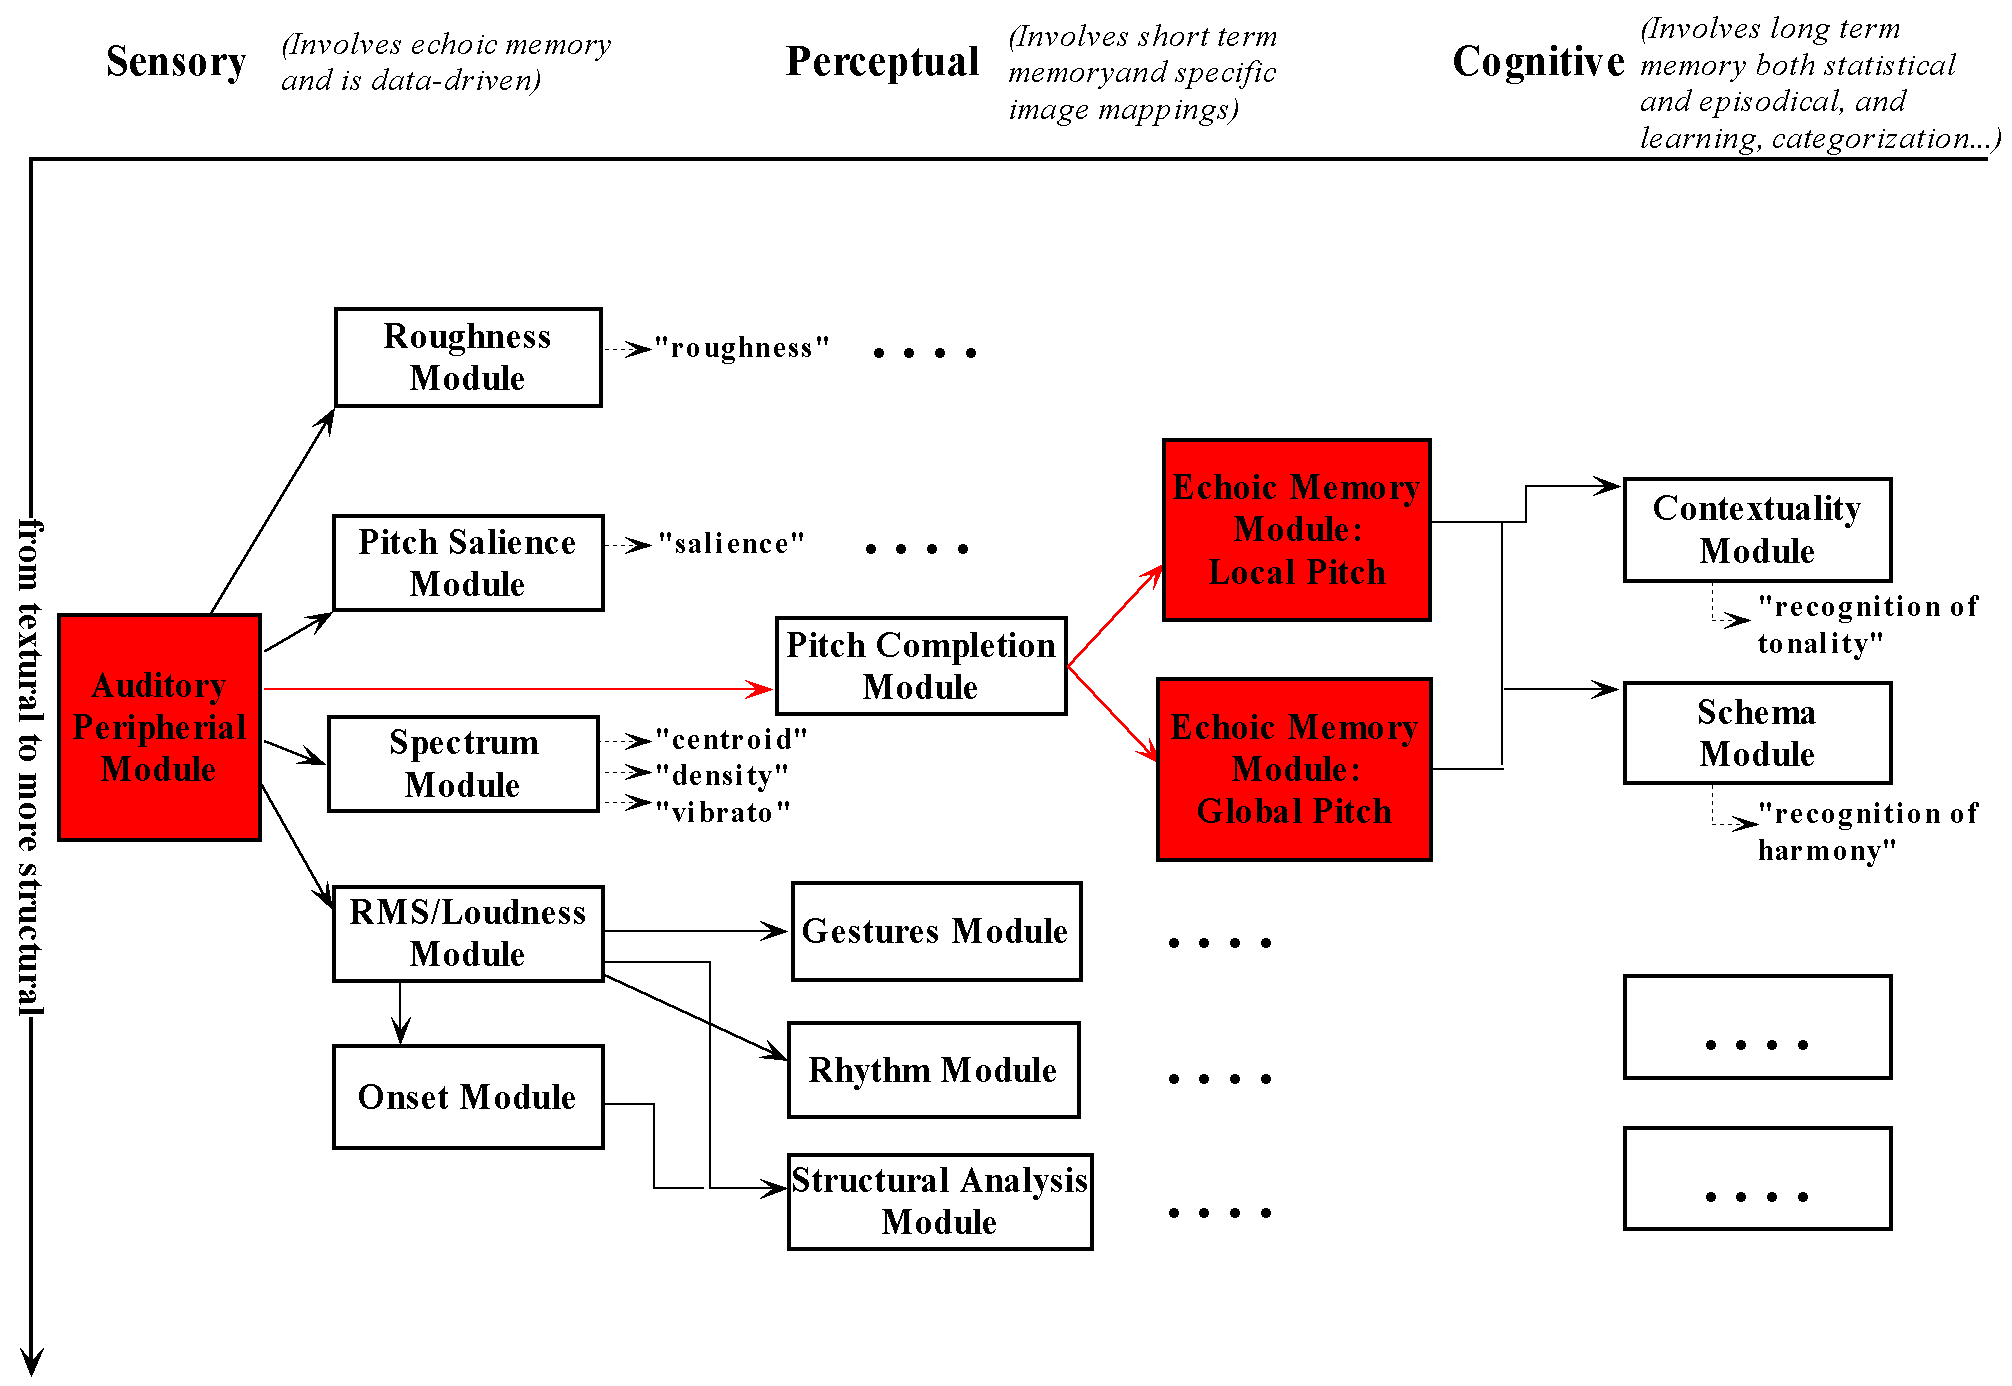 Sensory
(Involves echoic memory
and is data-driven)
Perceptual
(Involves short term
memoryand specific
image mappings)
Cognitive
(Involves long term
memory both statistical
and episodical, and
learning, categorization...)
from textural to more structural
Roughness
Module
"roughness"
. . . .
Pitch Salience
Module
"salience"
. . . .
Auditory
Peripherial
Module
Pitch Completion
Module
Echoic Memory
Module:
Local Pitch
Contextuality
Module
"recognition of
tonality"
Spectrum
Module
"centroid"
"density"
"vibrato"
Echoic Memory
Module:
Global Pitch
Schema
Module
"recognition of
harmony"
RMS/Loudness
Module
Gestures Module
. . . .
Onset Module
Rhythm Module
. . . .
. . . .
Structural Analysis
Module
. . . .
. . . .